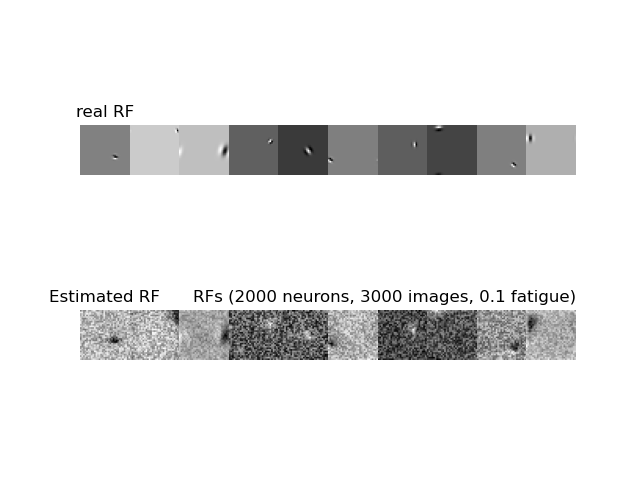 real RF
Estimated RF
RFs (2000 neurons, 3000 images, 0.1 fatigue)